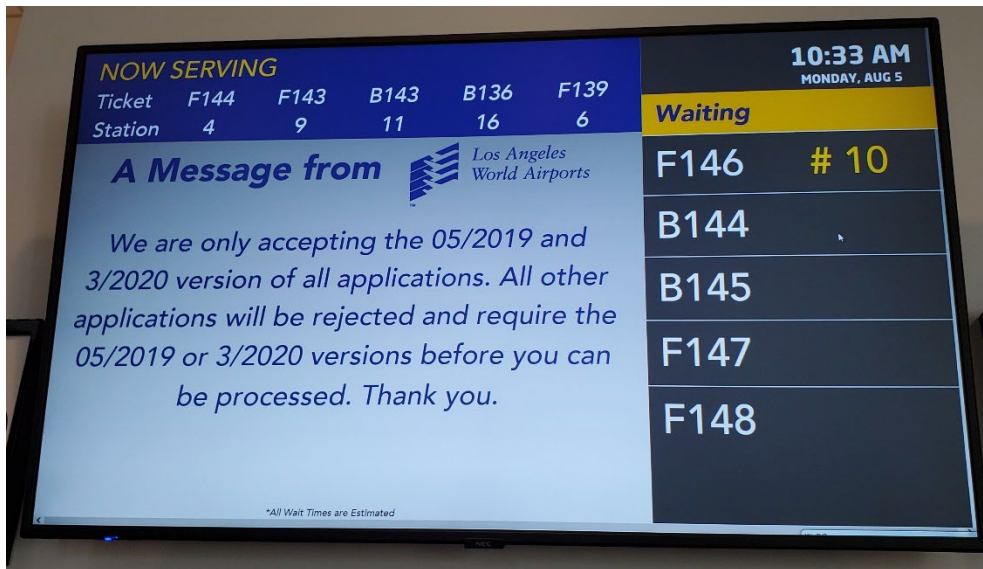 NOW SERVING
Ticket F144 F143 B143 B136 F139
Station 4 9 11 16 6
A Message from Los Angeles World Airports
We are only accepting the 05/2019 and
3/2020 version of all applications. All other
applications will be rejected and require the
05/2019 or 3/2020 versions before you can
be processed. Thank you.
*All Wait Times are Estimated
10:33 AM
MONDAY, AUG 5
Waiting
F146 # 10
B144
B145
F147
F148
NEC